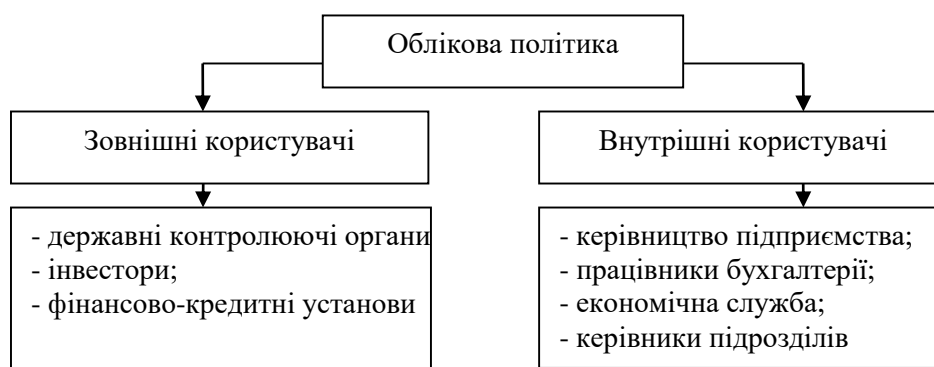 Облікова політика
Зовнішні користувачі
- державні контролюючі органи
- інвестори;
- фінансово-кредитні установи
Внутрішні користувачі
- керівництво підприємства;
- працівники бухгалтерії;
- економічна служба;
- керівники підрозділів